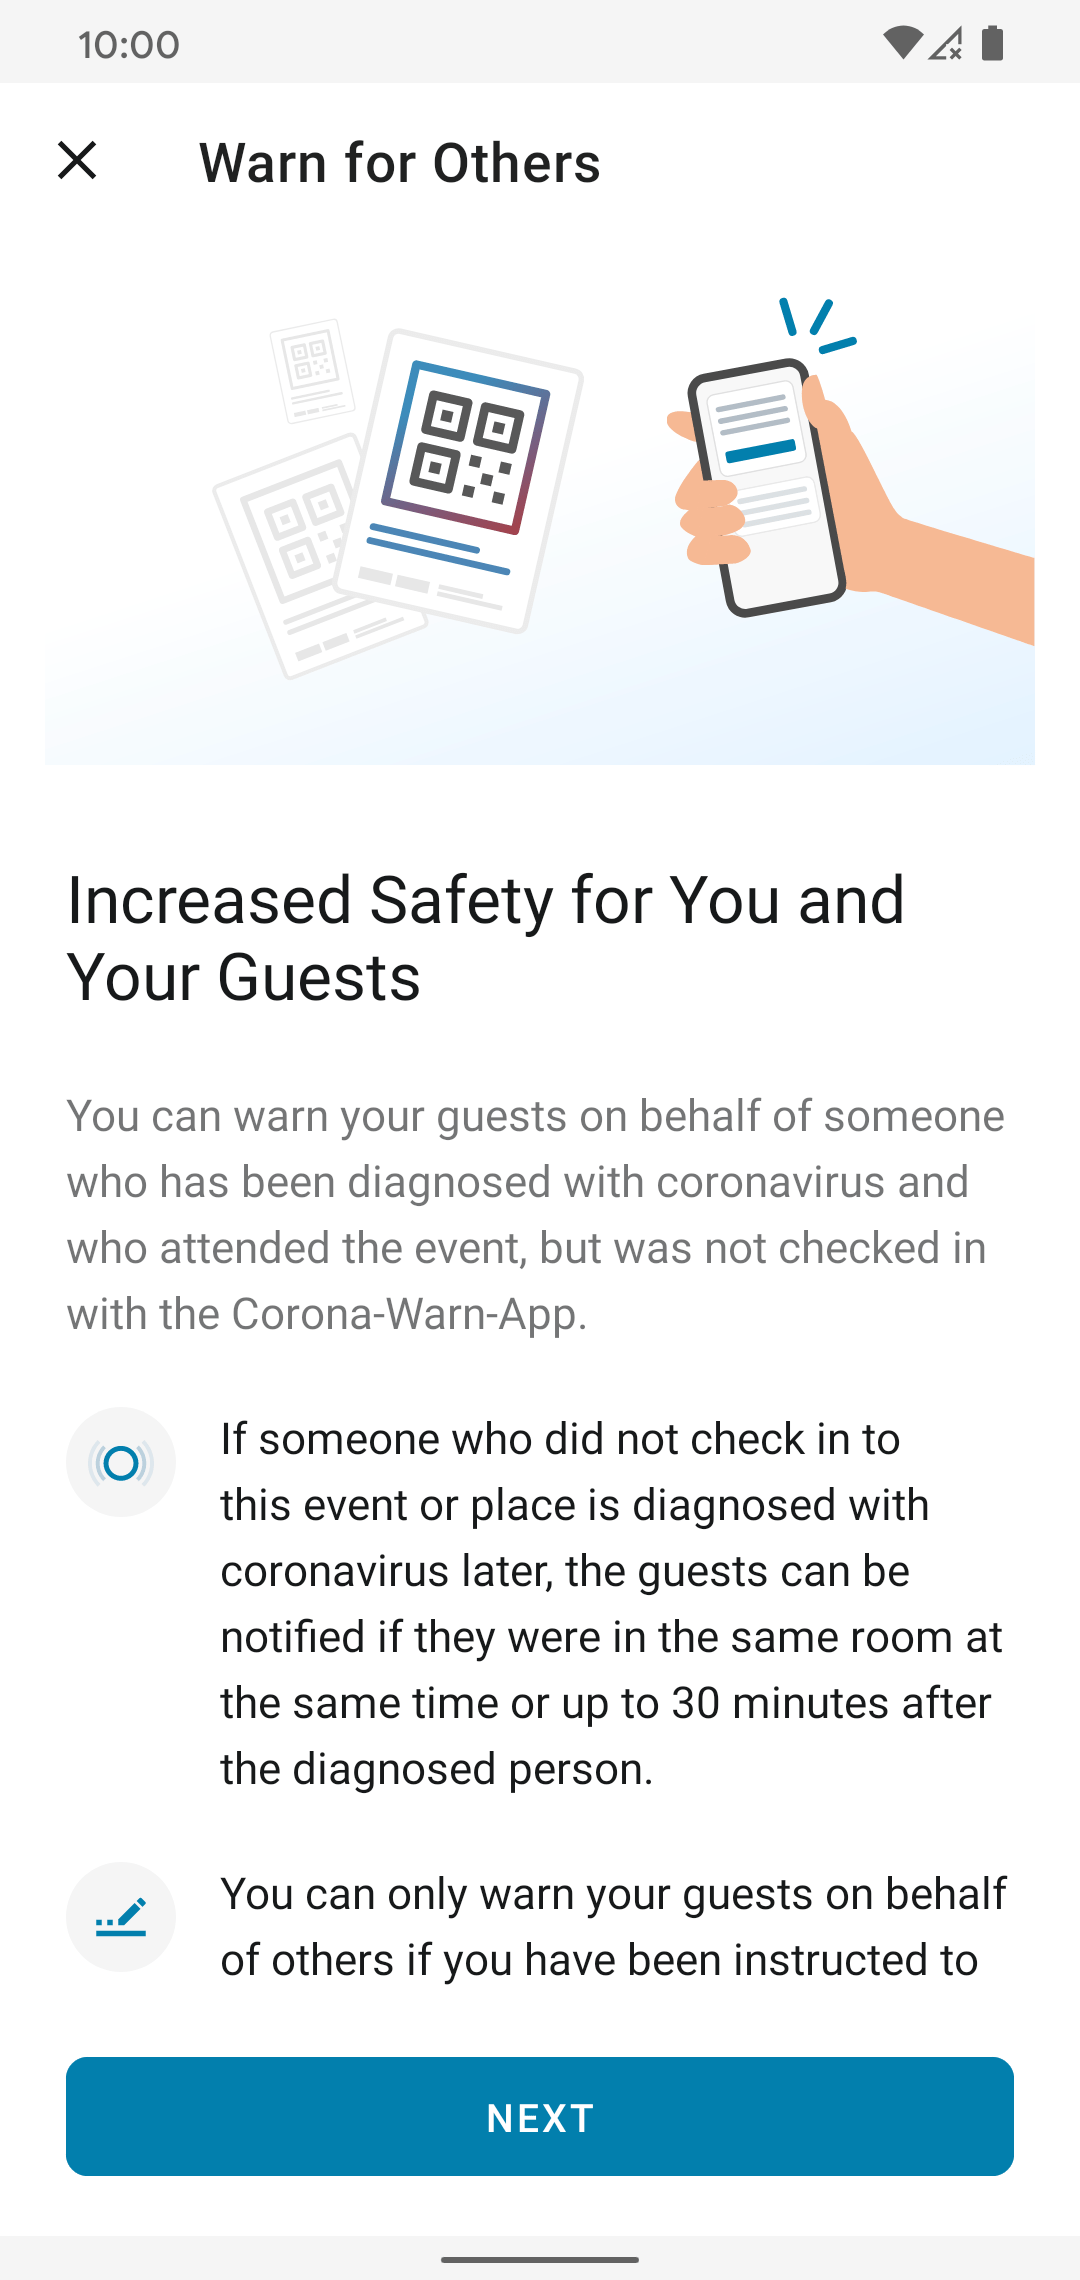 10:00
Warn for Others
Increased Safety for You and
Your Guests
You can warn your guests on behalf of someone
who has been diagnosed with coronavirus and
who attended the event, but was not checked in
with the Corona-Warn-App.
If someone who did not check in to
this event or place is diagnosed with
coronavirus later, the guests can be
notified if they were in the same room at
the same time or up to 30 minutes after
the diagnosed person.
You can only warn your guests on behalf
of others if you have been instructed to
NEXT